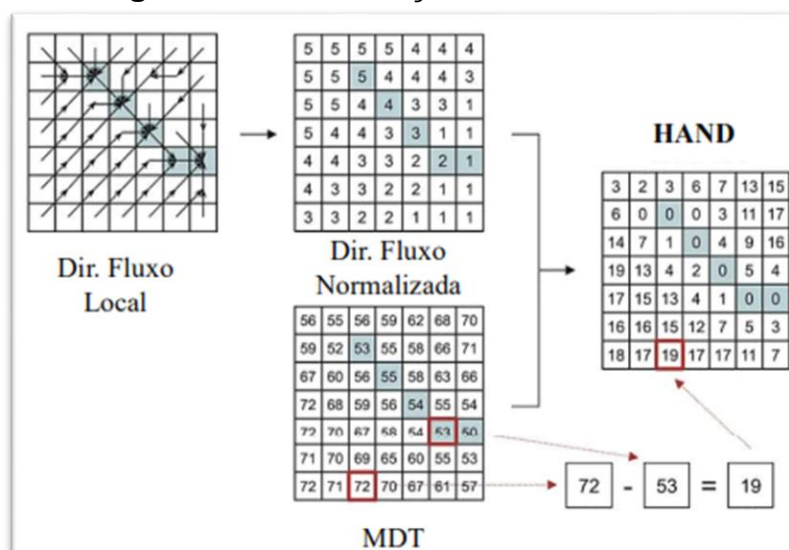 5 5 5 5 4 4 4
5 5 5 4 4 4 3
5 5 4 4 3 3 1
5 4 4 3 3 1 1
4 4 3 3 2 2 1
4 3 3 2 2 1 1
3 3 2 2 1 1 1
Dir. Fluxo
Local
Dir. Fluxo
Normalizada
HAND
3 2 3 6 7 13 15
6 0 0 0 3 11 17
14 7 1 0 4 9 16
19 13 4 2 0 5 4
17 15 13 4 1 0 0
16 16 15 12 7 5 3
18 17 19 17 17 11 7
56 55 56 59 62 68 70
59 52 53 55 58 66 71
67 60 56 55 58 63 66
72 68 59 56 54 55 54
72 70 67 58 54 53 50
71 70 69 65 60 55 53
72 71 72 70 67 61 57
MDT
72 - 53 = 19